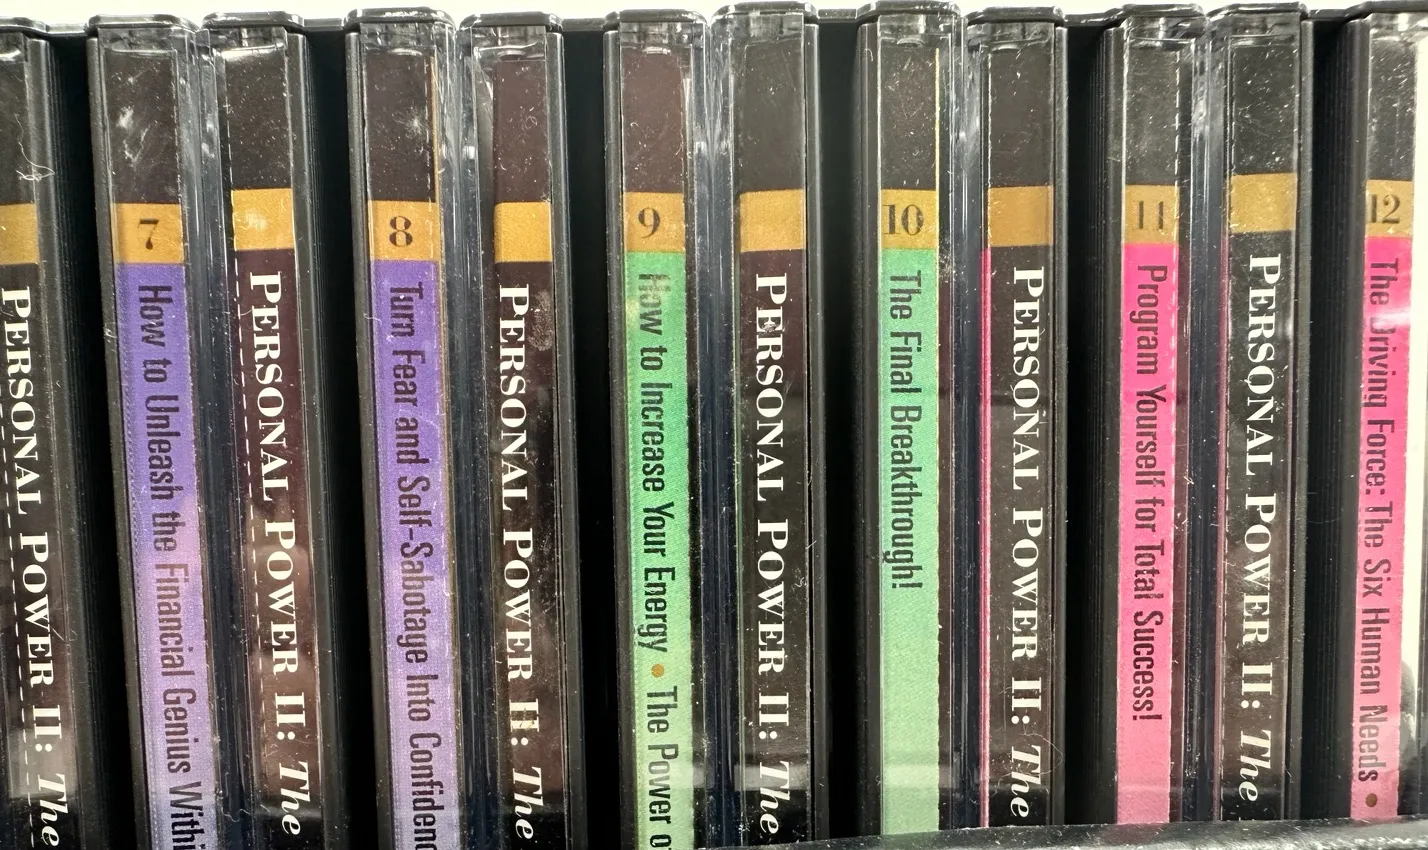 PERSONAL POWER II: The
7
How to Unleash the Financial Genius
PERSONAL POWER II: The
8
Turn Fear and Self-Sabotage Into
PERSONAL POWER II: The
9
How to Increase Your Energy • The Power
PERSONAL POWER II: The
10
The Final Breakthrough!
PERSONAL POWER II: The
11
Program Yourself for Total Success!
PERSONAL POWER II: The
12
The Driving Force: The Six Human Needs •